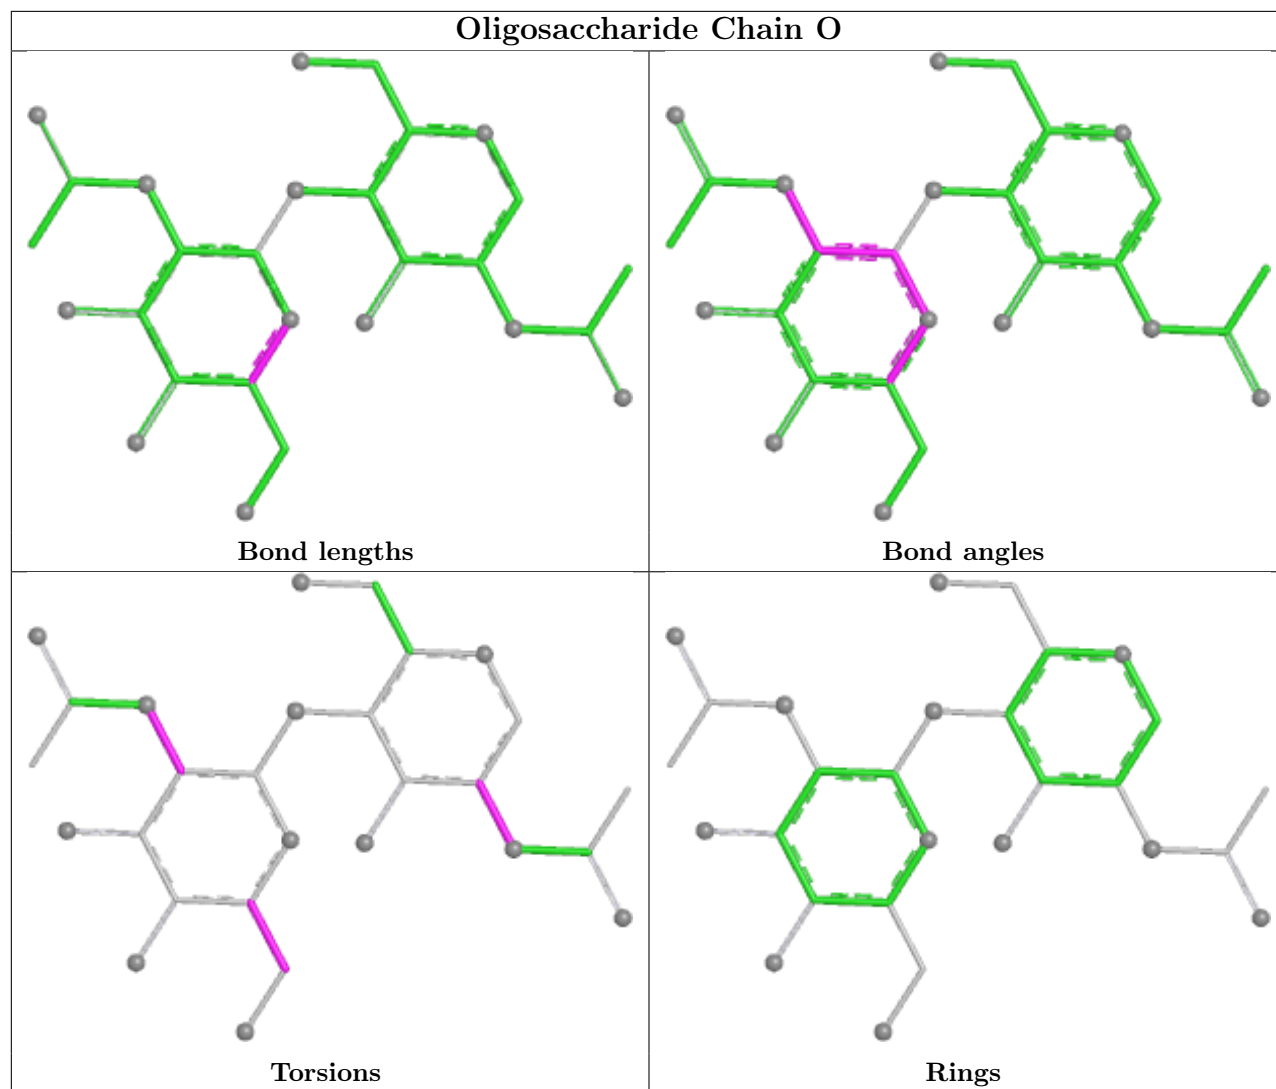 Oligosaccharide Chain O
Bond lengths
Bond angles
Torsions
Rings